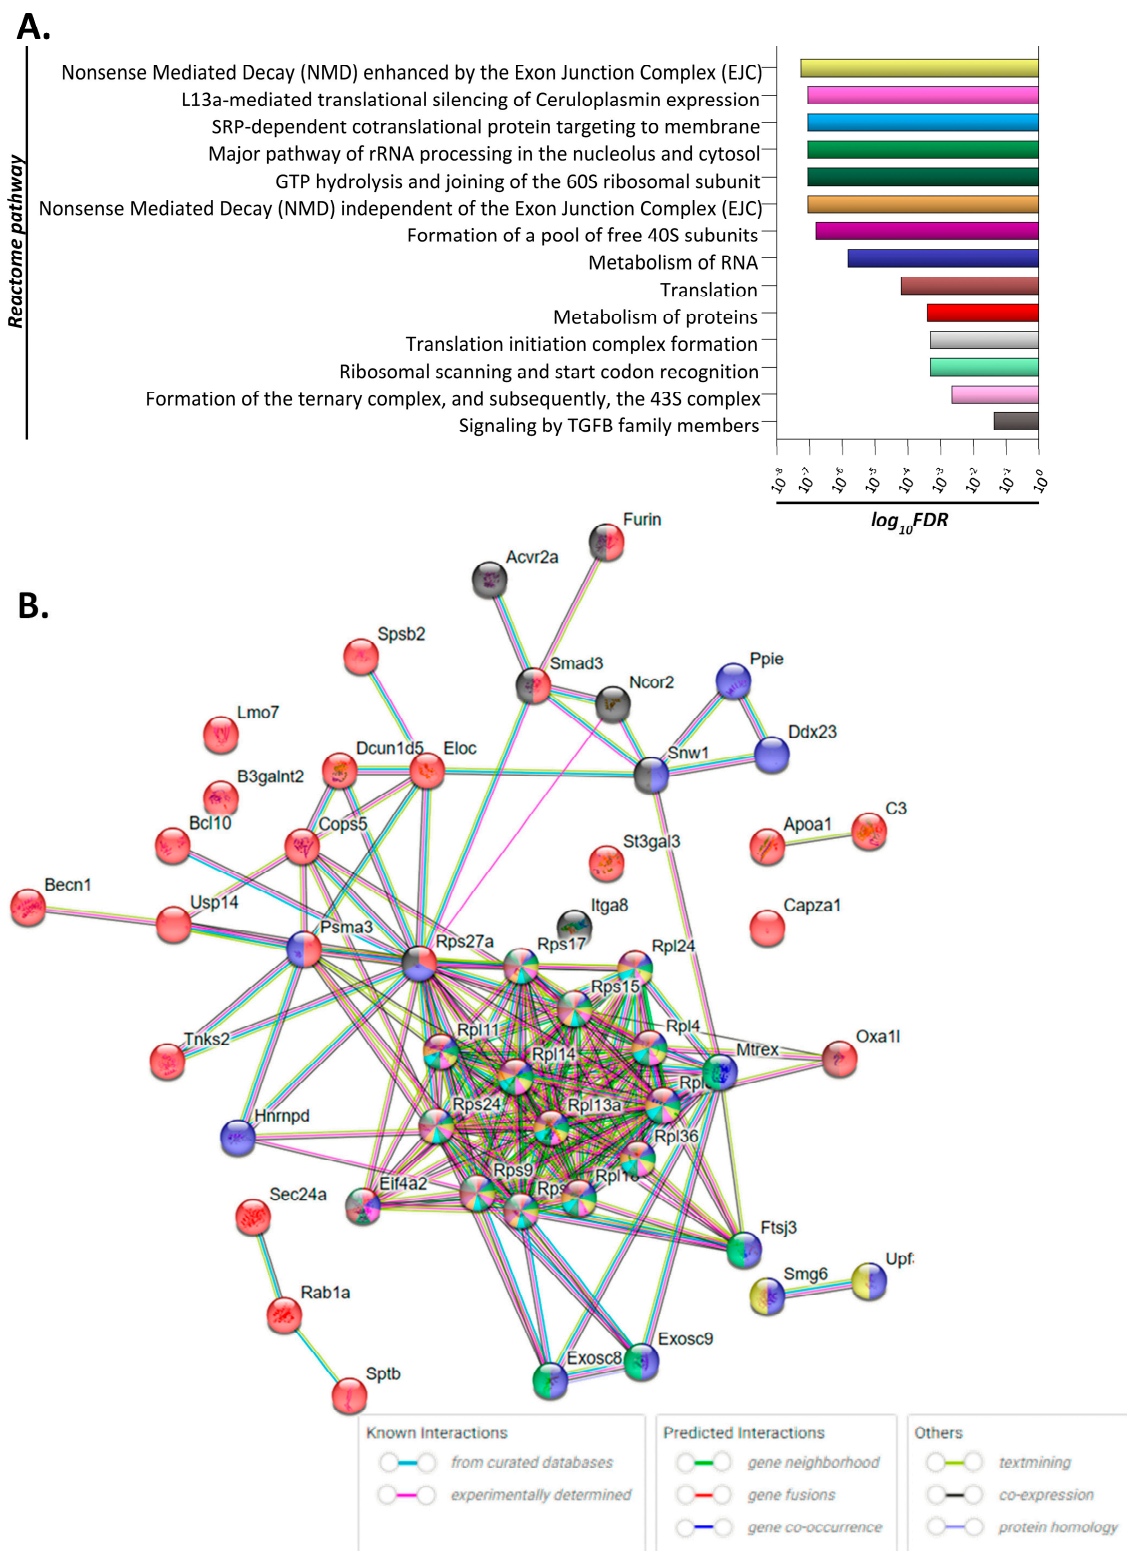 A.
Reactome pathway
Nonsense Mediated Decay (NMD) enhanced by the Exon Junction Complex (EJC)
L13a-mediated translational silencing of Ceruloplasmin expression
SRP-dependent cotranslational protein targeting to membrane
Major pathway of rRNA processing in the nucleolus and cytosol
GTP hydrolysis and joining of the 60S ribosomal subunit
Nonsense Mediated Decay (NMD) independent of the Exon Junction Complex (EJC)
Formation of a pool of free 40S subunits
Metabolism of RNA
Translation
Metabolism of proteins
Translation initiation complex formation
Ribosomal scanning and start codon recognition
Formation of the ternary complex, and subsequently, the 43S complex
Signaling by TGFB family members
10^-8 10^-7 10^-6 10^-5 10^-4 10^-3 10^-2 10^-1 10^0
log10FDR
B.
Furin
Acvr2a
Spsb2
Smad3
Ppie
Ncor2
Lmo7
Ddx23
Dcun1d5 Eloc
Snw1
B3galnt2
C3
Bcl10
Cops5
Apoa1
St3gal3
Becn1
Usp14
Itga8
Capza1
Psma3
Rps27a
Rps17
Rpl24
Rps15
Rpl11
Rpl4
Oxa1l
Tnks2
Rpl14
Mtrex
Rps24
Rpl13a
Hnrnpd
Rpl36
Rps9
Eif4a2
Sec24a
Ftsj3
Smg6
Rab1a
Exosc9
Exosc8
Sptb
Known Interactions
from curated databases
experimentally determined
Predicted Interactions
gene neighborhood
gene fusions
gene co-occurrence
Others
textmining
co-expression
protein homology